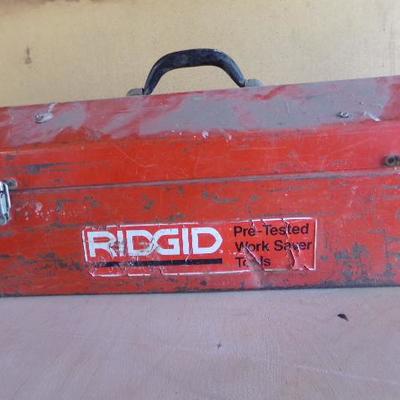 RIDGID
Pre-Tested
Work Saver
Tools